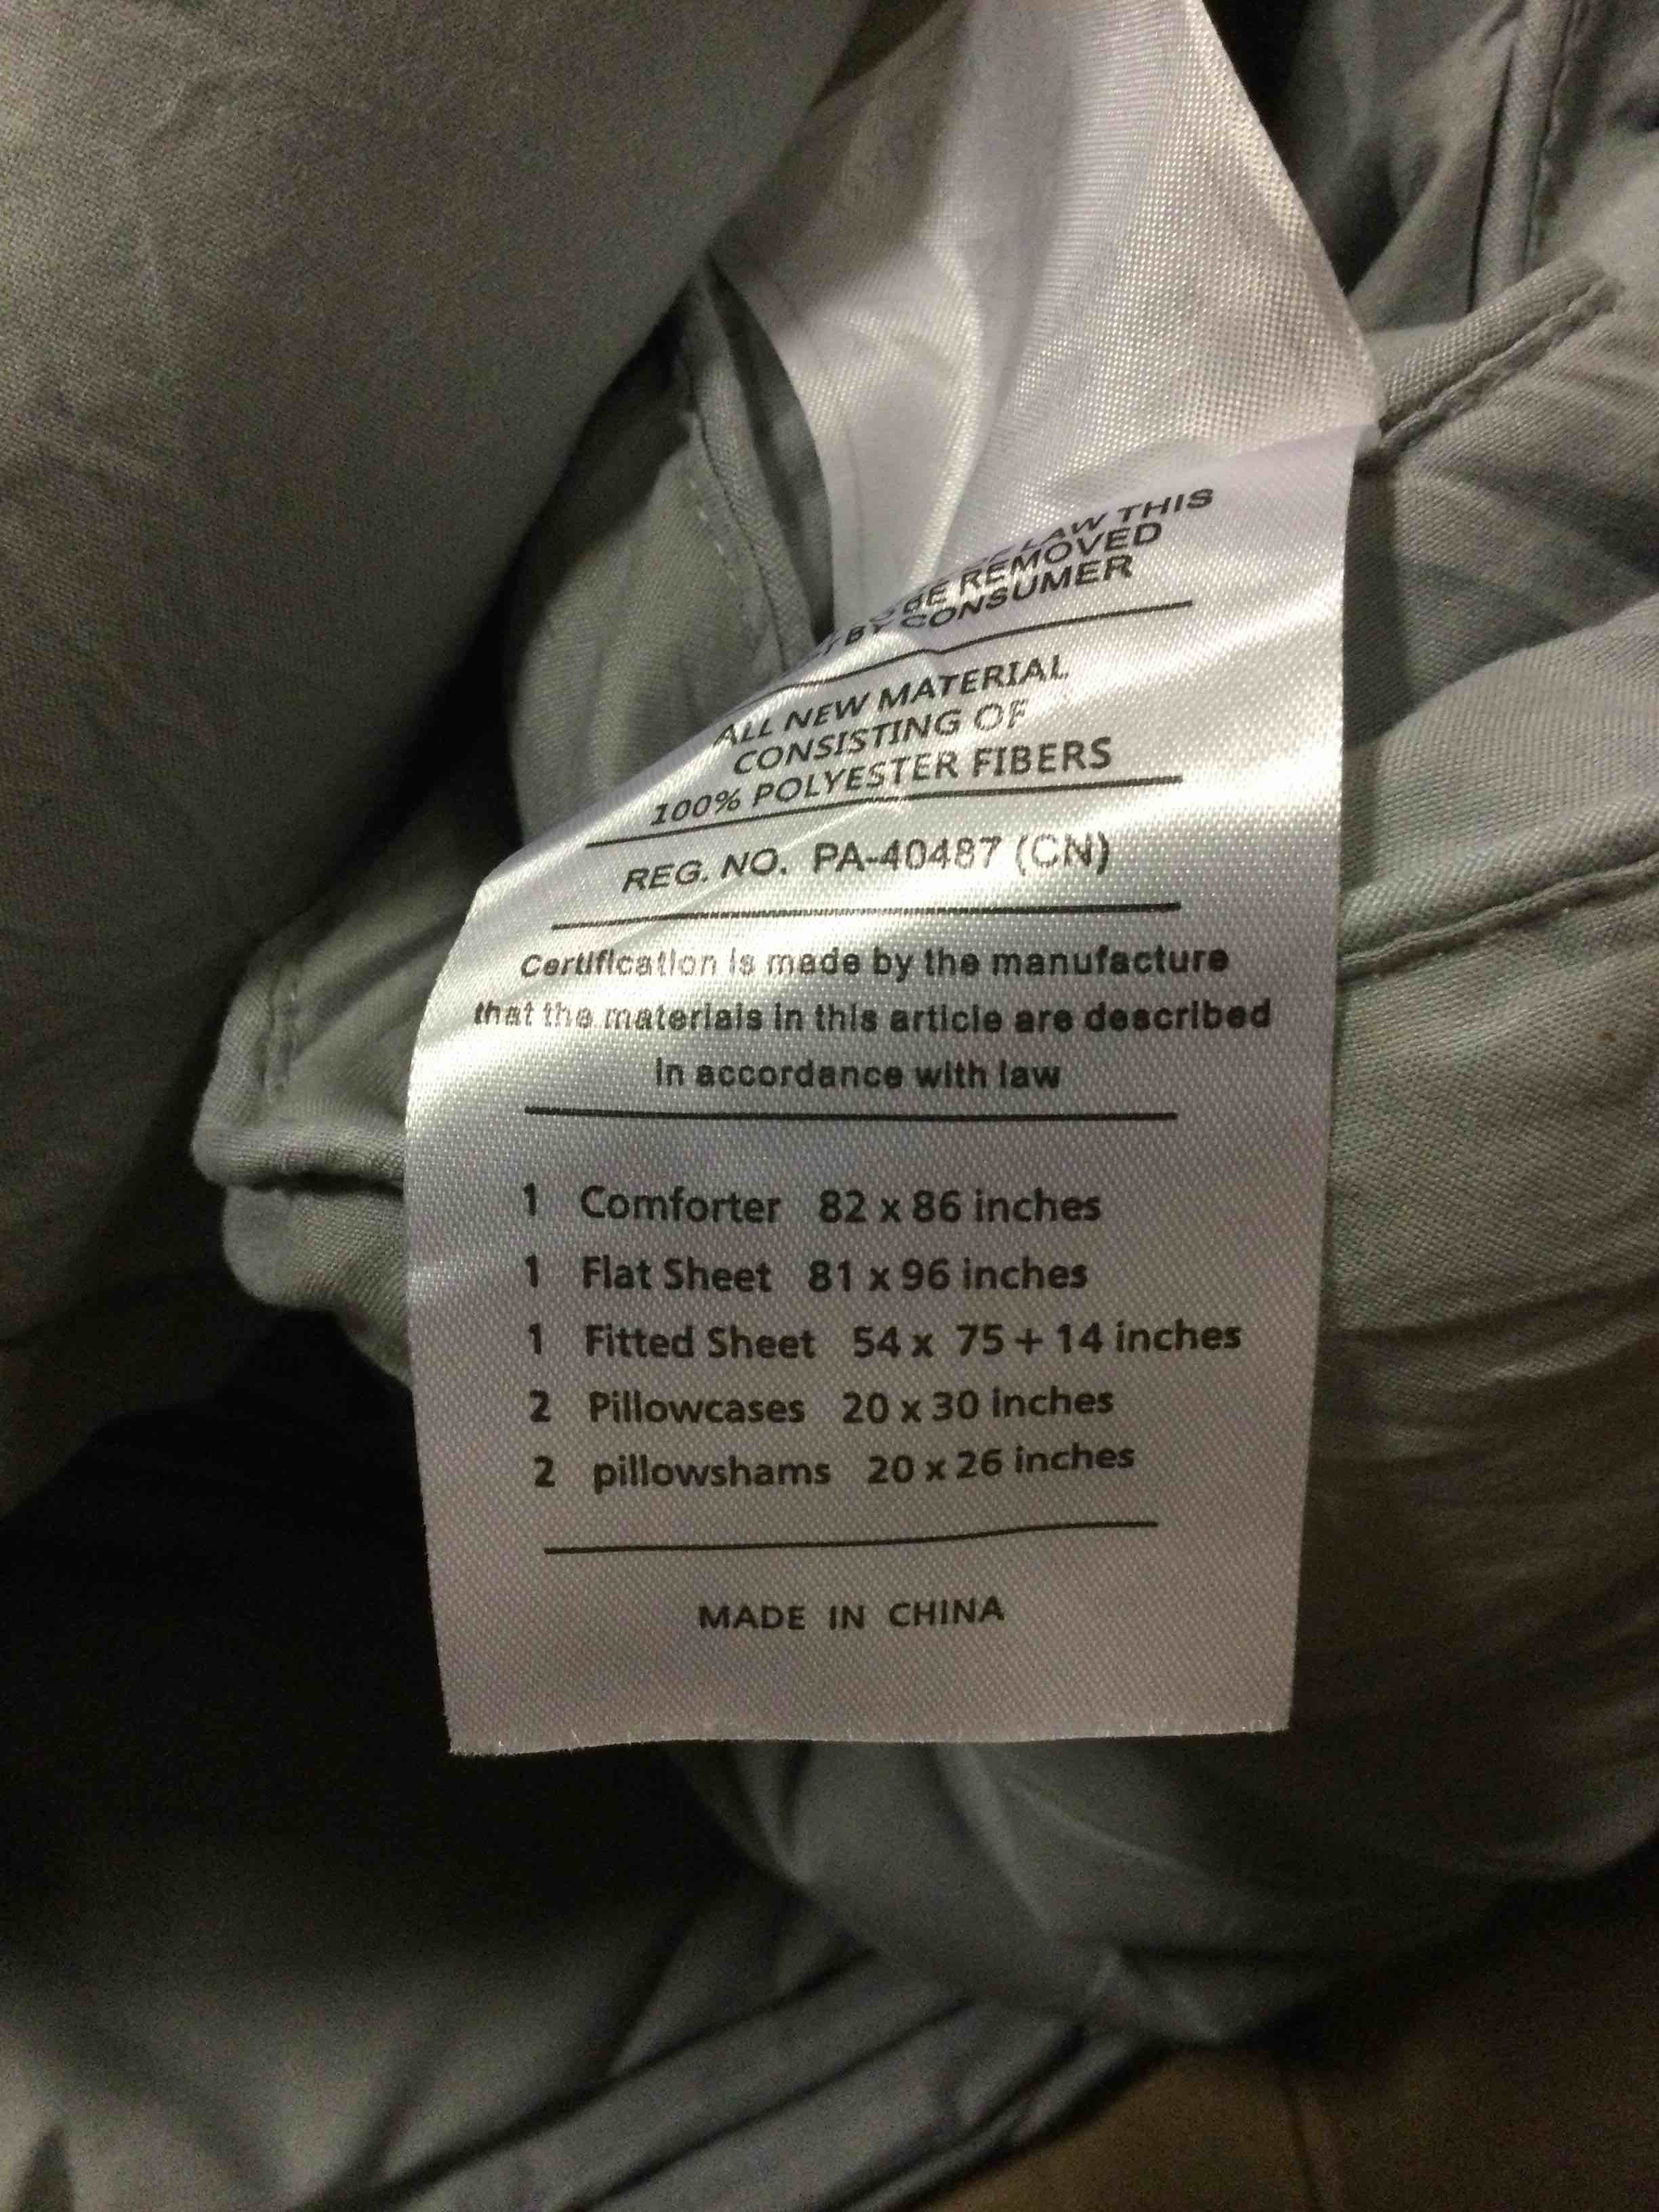 LAW THIS
BE REMOVED
BY CONSUMER
ALL NEW MATERIAL
CONSISTING OF
100% POLYESTER FIBERS
REG. NO. PA-40487 (CN)
Certification is made by the manufacture
that the materials in this article are described
in accordance with law
1 Comforter 82 x 86 inches
1 Flat Sheet 81 x 96 inches
1 Fitted Sheet 54 x 75 + 14 inches
2 Pillowcases 20 x 30 inches
2 pillowshams 20 x 26 inches
MADE IN CHINA